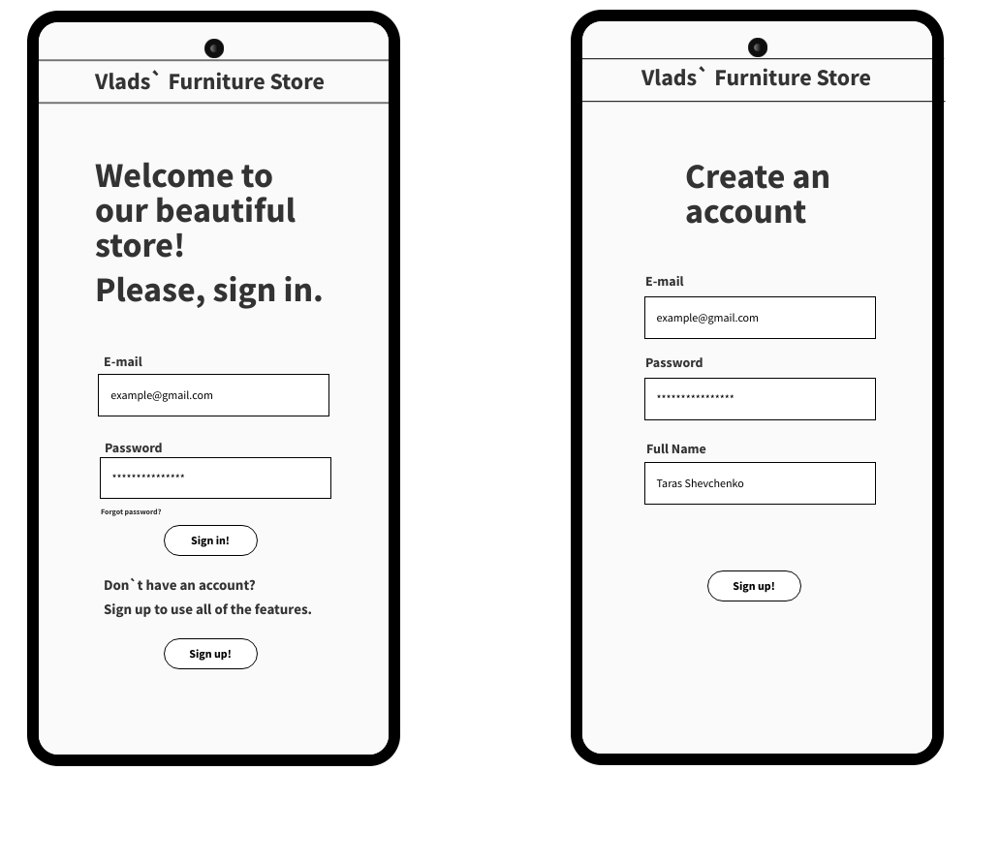 Vlads` Furniture Store
Welcome to
our beautiful
store!
Please, sign in.
E-mail
example@gmail.com
Password
***************
Forgot password?
Sign in!
Don`t have an account?
Sign up to use all of the features.
Sign up!
Vlads` Furniture Store
Create an
account
E-mail
example@gmail.com
Password
****************
Full Name
Taras Shevchenko
Sign up!